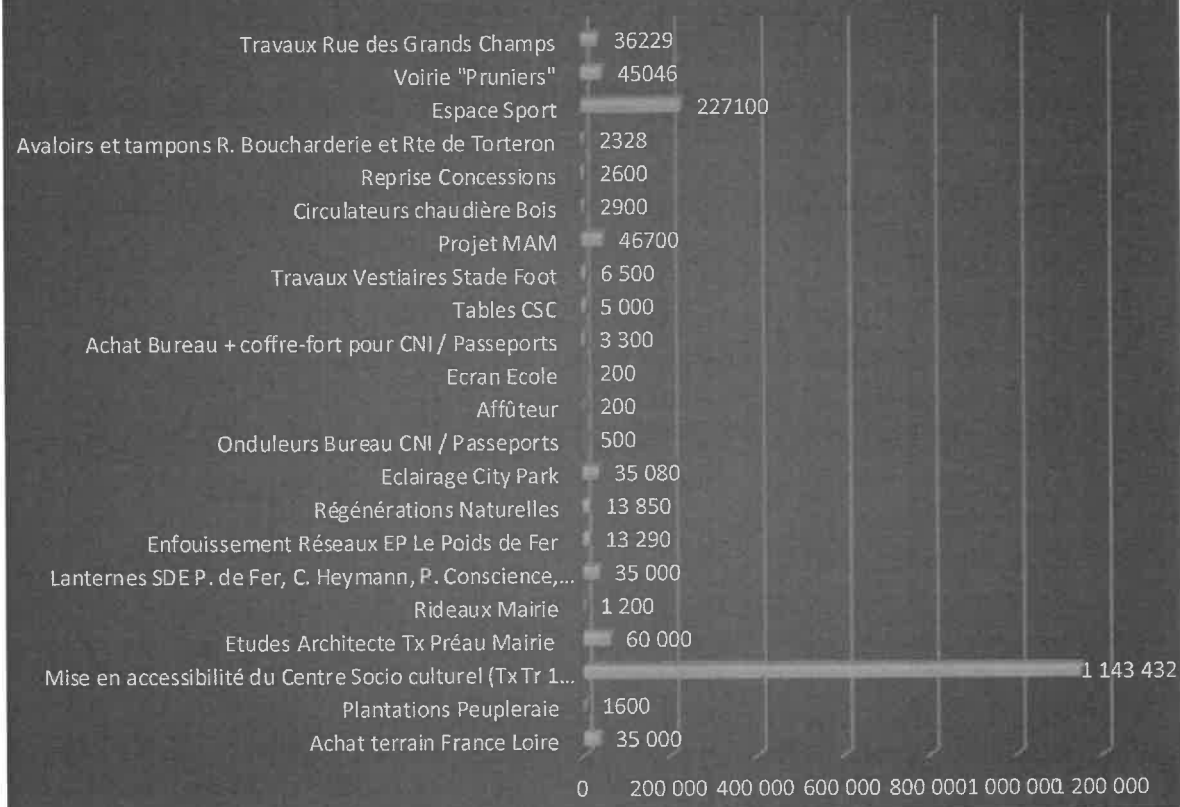 Travaux Rue des Grands Champs 36229
Voirie "Pruniers" 45046
Espace Sport 227100
Avaloirs et tampons R. Boucharderie et Rte de Torteron 2328
Reprise Concessions 2600
Circulateurs chaudière Bois 2900
Projet MAM 46700
Travaux Vestiaires Stade Foot 6 500
Tables CSC 5 000
Achat Bureau + coffre-fort pour CNI / Passeports 3 300
Ecran Ecole 200
Affûteur 200
Onduleurs Bureau CNI / Passeports 500
Eclairage City Park 35 080
Régénérations Naturelles 13 850
Enfouissement Réseaux EP Le Poids de Fer 13 290
Lanternes SDE P. de Fer, C. Heymann, P. Conscience,... 35 000
Rideaux Mairie 1 200
Etudes Architecte Tx Préau Mairie 60 000
Mise en accessibilité du Centre Socio culturel (Tx Tr 1... 1 143 432
Plantations Peupleraie 1600
Achat terrain France Loire 35 000
0 200 000 400 000 600 000 800 000 1 000 000 1 200 000